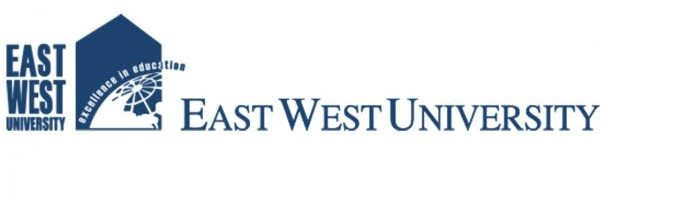 EAST
WEST
UNIVERSITY
excellence in education
EAST WEST UNIVERSITY